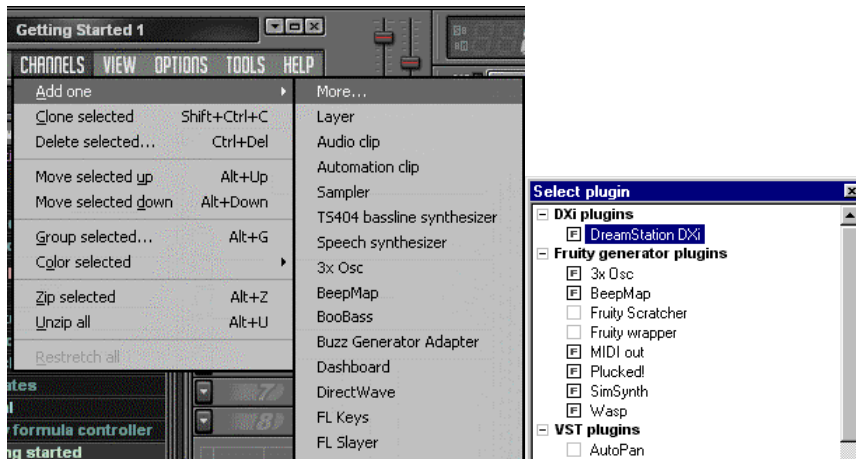 Getting Started 1
CHANNELS VIEW OPTIONS TOOLS HELP
Add one
Clone selected Shift+Ctrl+C
Delete selected... Ctrl+Del
Move selected up Alt+Up
Move selected down Alt+Down
Group selected... Alt+G
Color selected
Zip selected Alt+Z
Unzip all Alt+U
Restretch all
More...
Layer
Audio clip
Automation clip
Sampler
TS404 bassline synthesizer
Speech synthesizer
3x Osc
BeepMap
BooBass
Buzz Generator Adapter
Dashboard
DirectWave
FL Keys
FL Slayer
7
8
formula controller
started
Select plugin
DXi plugins
DreamStation DXi
Fruity generator plugins
3x Osc
BeepMap
Fruity Scratcher
Fruity wrapper
MIDI out
Plucked!
SimSynth
Wasp
VST plugins
AutoPan